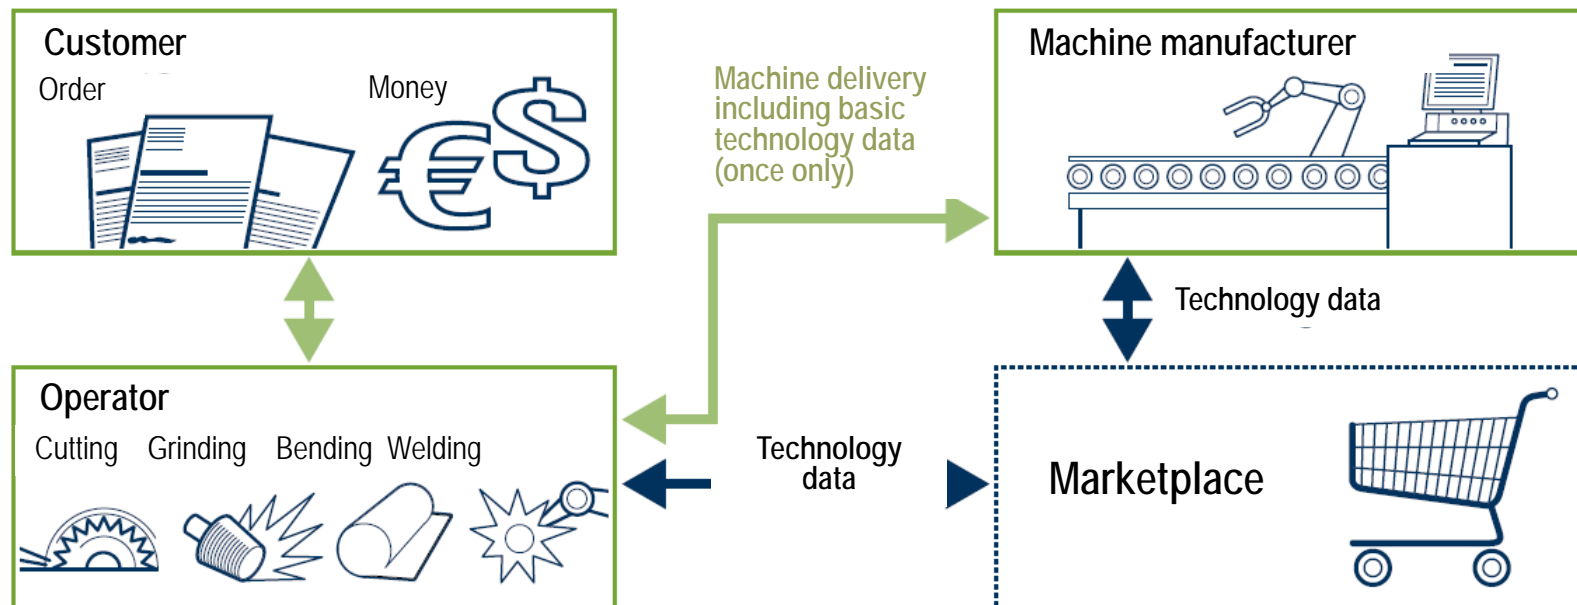 Customer
Order
Money
€
$
Machine delivery
including basic
technology data
(once only)
Machine manufacturer
Technology data
Operator
Cutting Grinding Bending Welding
Technology
data
Marketplace